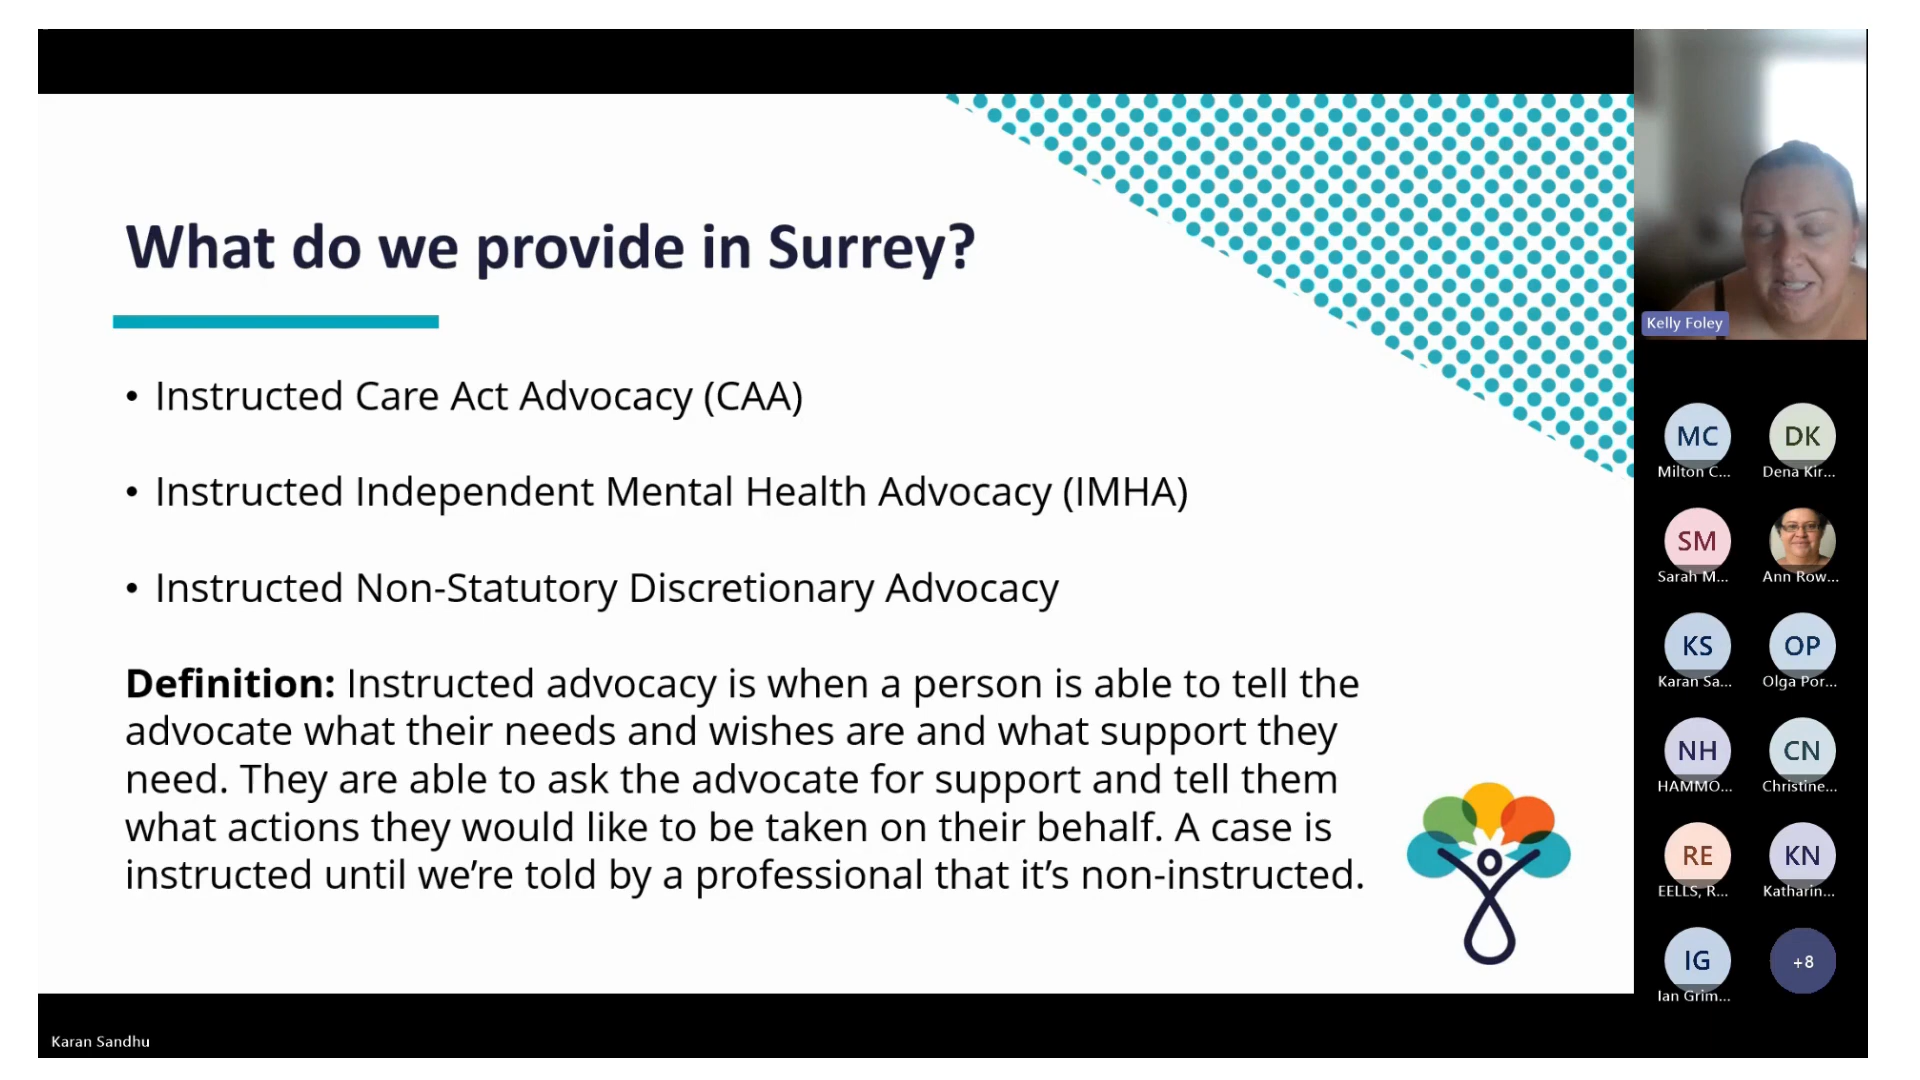 What do we provide in Surrey?
• Instructed Care Act Advocacy (CAA)
• Instructed Independent Mental Health Advocacy (IMHA)
• Instructed Non-Statutory Discretionary Advocacy
Definition: Instructed advocacy is when a person is able to tell the
advocate what their needs and wishes are and what support they
need. They are able to ask the advocate for support and tell them
what actions they would like to be taken on their behalf. A case is
instructed until we’re told by a professional that it’s non-instructed.
Kelly Foley
MC DK
Milton C... Dena Kir...
SM
Sarah M... Ann Row...
KS OP
Karan Sa... Olga Por...
NH CN
HAMMO... Christine...
RE KN
EELLS, R... Katharin...
IG +8
Ian Grim...
Karan Sandhu